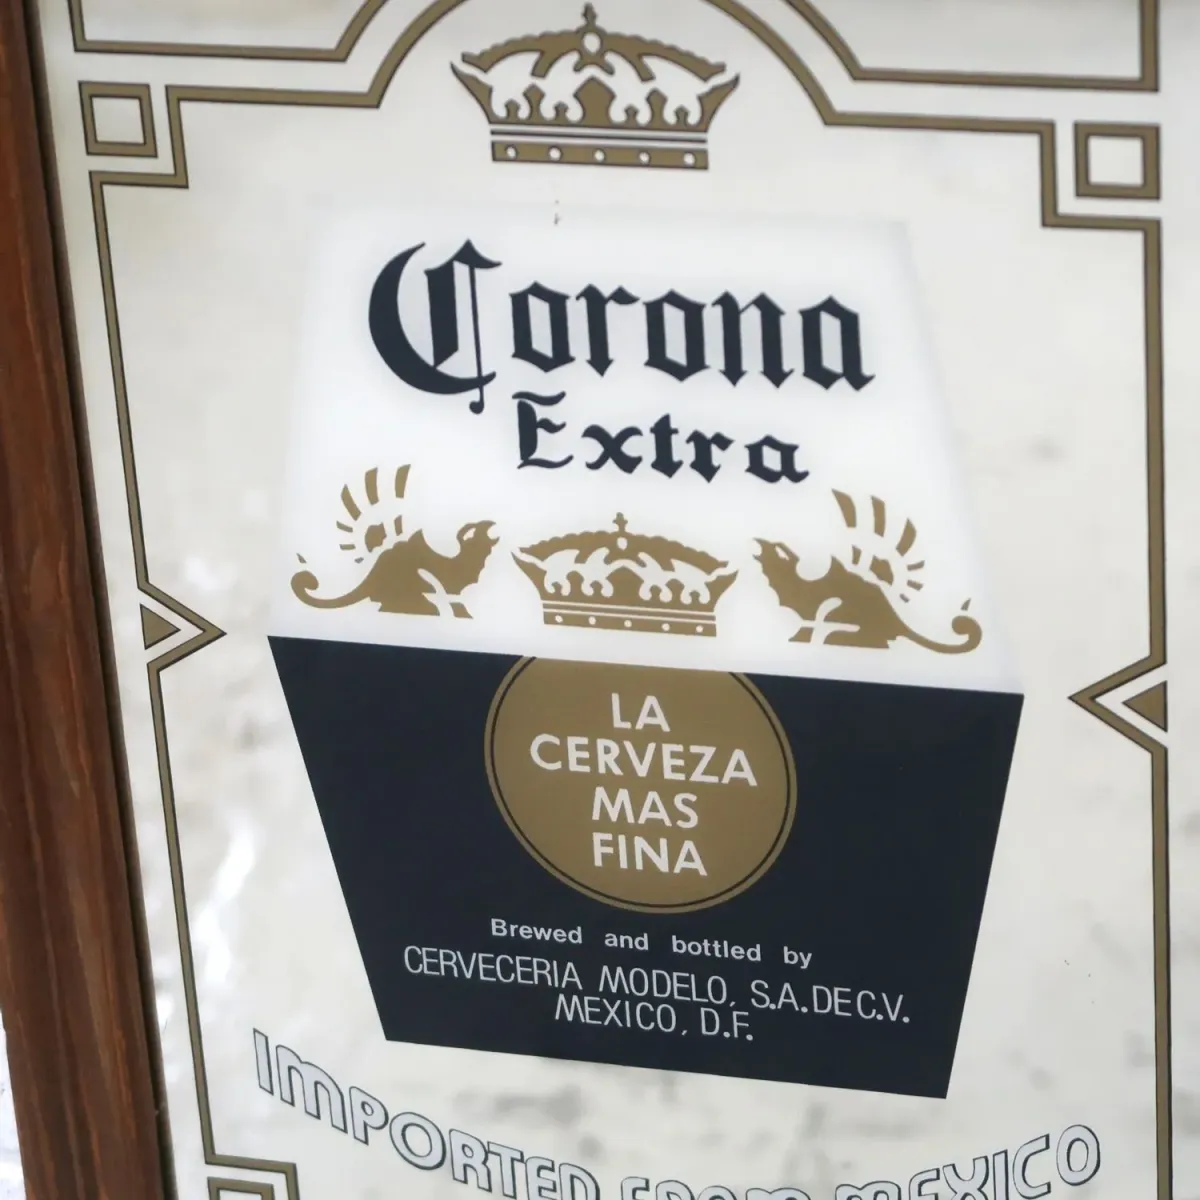 Corona
Extra
LA
CERVEZA
MAS
FINA
Brewed and bottled by
CERVECERIA MODELO, S.A.DE C.V.
MEXICO, D.F.
IMPORTED FROM MEXICO